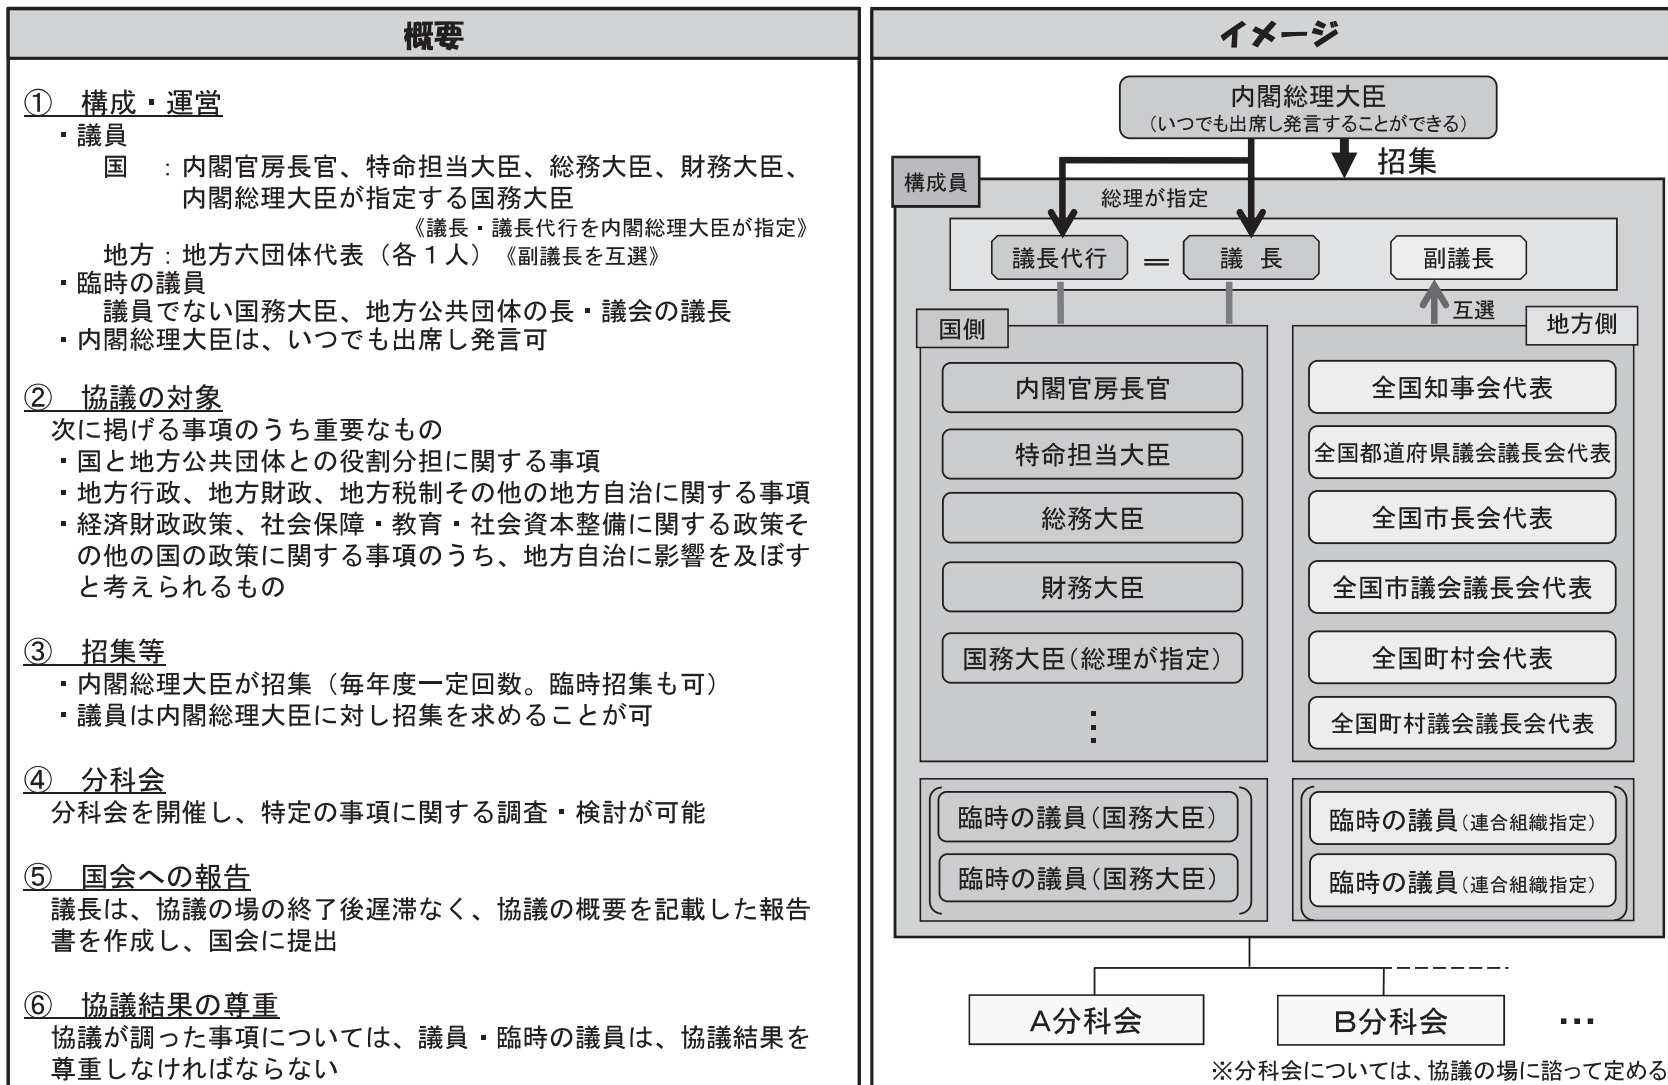 概要
① 構成・運営
・議員
国 ：内閣官房長官、特命担当大臣、総務大臣、財務大臣、
内閣総理大臣が指定する国務大臣
《議長・議長代行を内閣総理大臣が指定》
地方：地方六団体代表（各１人）《副議長を互選》
・臨時の議員
議員でない国務大臣、地方公共団体の長・議会の議長
・内閣総理大臣は、いつでも出席し発言可
② 協議の対象
次に掲げる事項のうち重要なもの
・国と地方公共団体との役割分担に関する事項
・地方行政、地方財政、地方税制その他の地方自治に関する事項
・経済財政政策、社会保障・教育・社会資本整備に関する政策そ
の他の国の政策に関する事項のうち、地方自治に影響を及ぼす
と考えられるもの
③ 招集等
・内閣総理大臣が招集（毎年度一定回数。臨時招集も可）
・議員は内閣総理大臣に対し招集を求めることが可
④ 分科会
分科会を開催し、特定の事項に関する調査・検討が可能
⑤ 国会への報告
議長は、協議の場の終了後遅滞なく、協議の概要を記載した報告
書を作成し、国会に提出
⑥ 協議結果の尊重
協議が調った事項については、議員・臨時の議員は、協議結果を
尊重しなければならない
イメージ
内閣総理大臣
（いつでも出席し発言することができる）
招集
構成員
総理が指定
議長代行 ＝ 議長 副議長
互選
国側
地方側
内閣官房長官
特命担当大臣
総務大臣
財務大臣
国務大臣（総理が指定）
⋮
臨時の議員（国務大臣）
臨時の議員（国務大臣）
全国知事会代表
全国都道府県議会議長会代表
全国市長会代表
全国市議会議長会代表
全国町村会代表
全国町村議会議長会代表
臨時の議員（連合組織指定）
臨時の議員（連合組織指定）
Ａ分科会 Ｂ分科会 …
※分科会については、協議の場に諮って定める